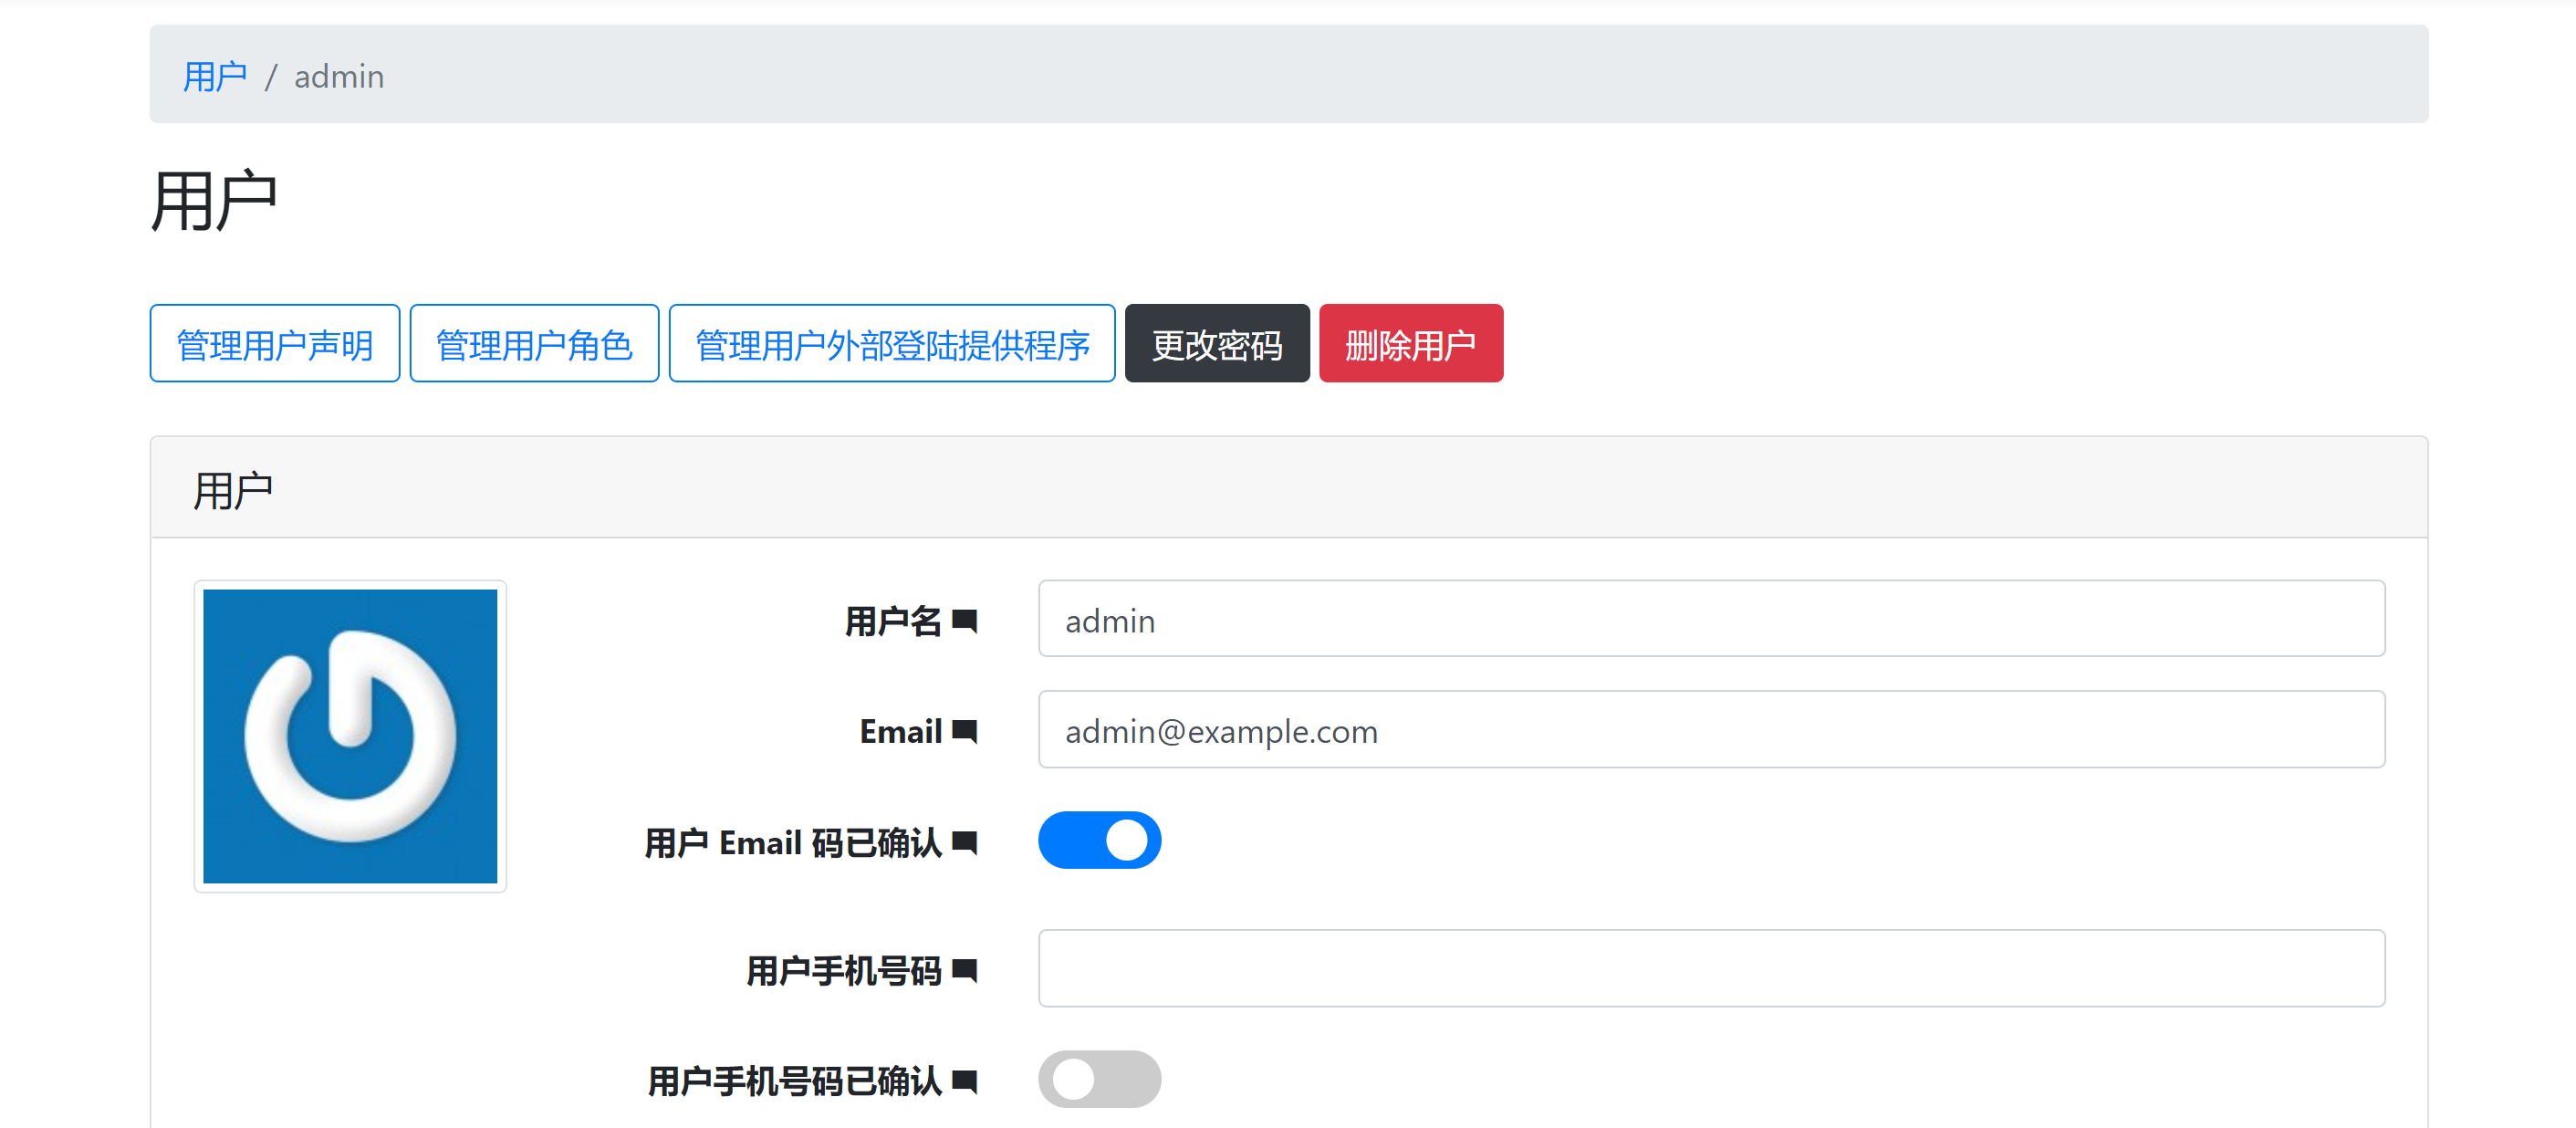 用户 / admin
用户
管理用户声明 管理用户角色 管理用户外部登陆提供程序 更改密码 删除用户
用户
用户名 admin
Email admin@example.com
用户 Email 码已确认
用户手机号码
用户手机号码已确认